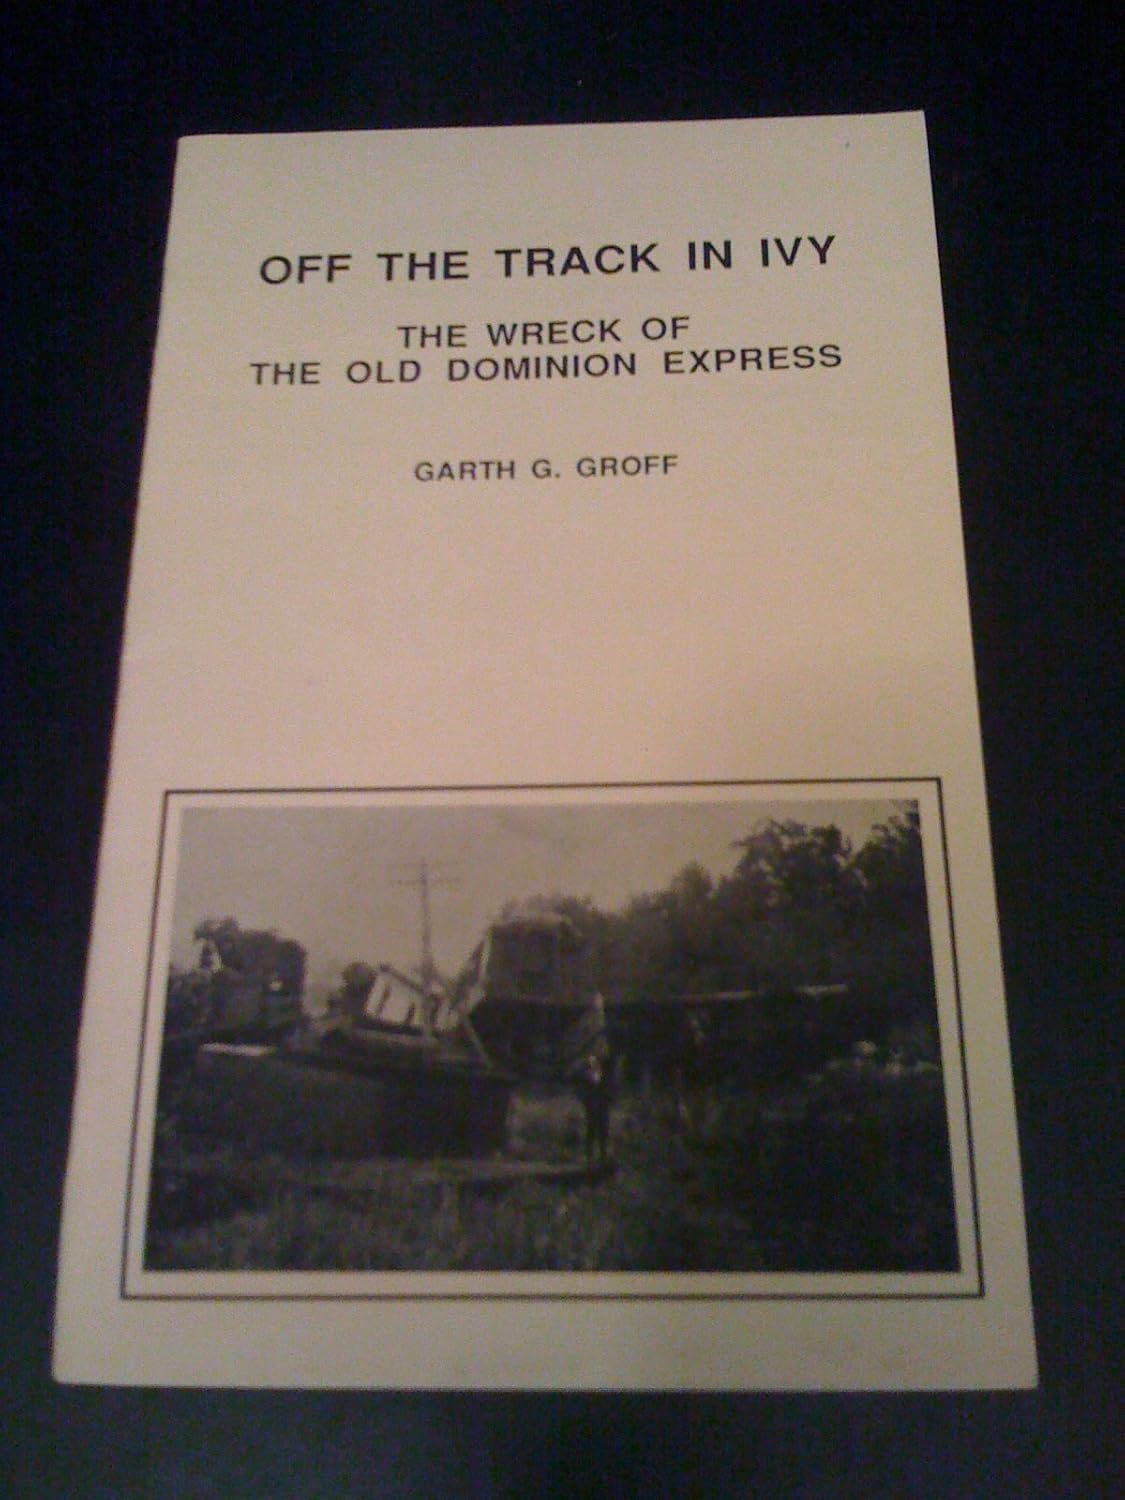 OFF THE TRACK IN IVY
THE WRECK OF
THE OLD DOMINION EXPRESS
GARTH G. GROFF